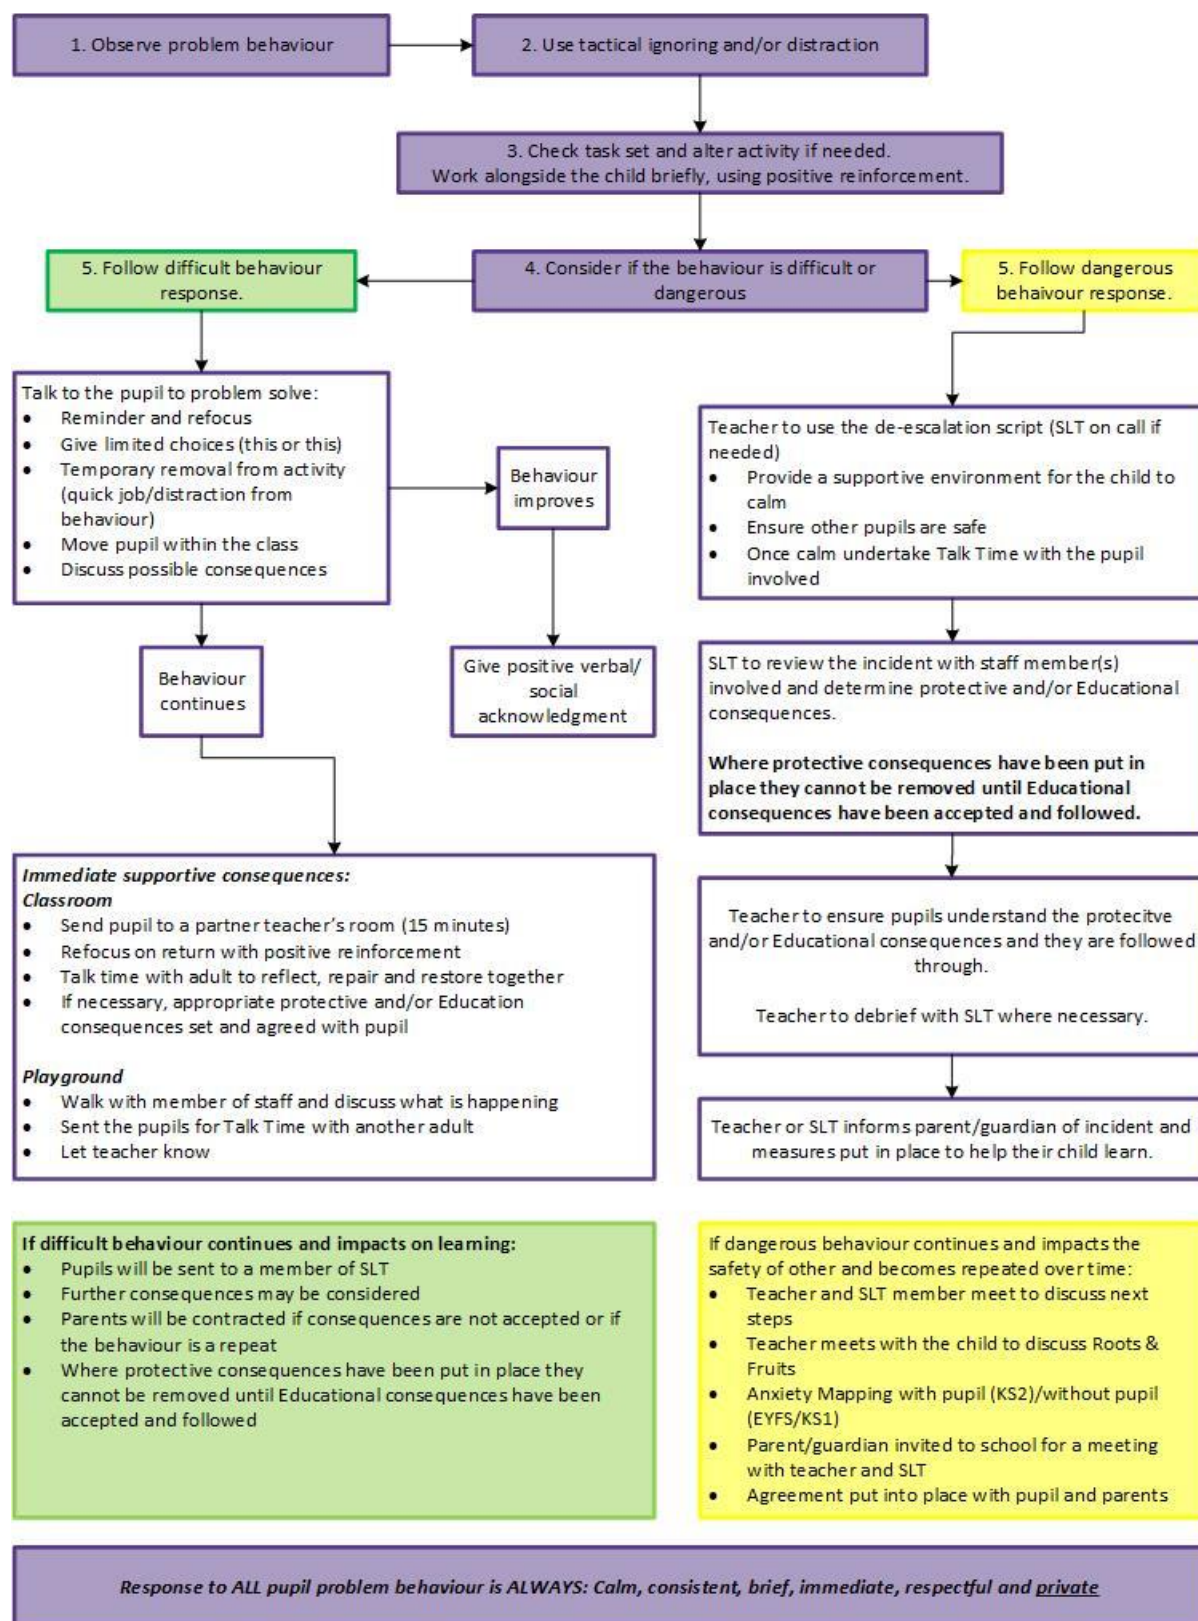 1. Observe problem behaviour
2. Use tactical ignoring and/or distraction
3. Check task set and alter activity if needed.
Work alongside the child briefly, using positive reinforcement.
5. Follow difficult behaviour
response.
4. Consider if the behaviour is difficult or
dangerous
5. Follow dangerous
behaivour response.
Talk to the pupil to problem solve:
• Reminder and refocus
• Give limited choices (this or this)
• Temporary removal from activity
(quick job/distraction from
behaviour)
• Move pupil within the class
• Discuss possible consequences
Behaviour
improves
Behaviour
continues
Give positive verbal/
social
acknowledgment
Immediate supportive consequences:
Classroom
• Send pupil to a partner teacher's room (15 minutes)
• Refocus on return with positive reinforcement
• Talk time with adult to reflect, repair and restore together
• If necessary, appropriate protective and/or Education
consequences set and agreed with pupil
Playground
• Walk with member of staff and discuss what is happening
• Sent the pupils for Talk Time with another adult
• Let teacher know
Teacher to use the de-escalation script (SLT on call if
needed)
• Provide a supportive environment for the child to
calm
• Ensure other pupils are safe
• Once calm undertake Talk Time with the pupil
involved
SLT to review the incident with staff member(s)
involved and determine protective and/or Educational
consequences.
Where protective consequences have been put in
place they cannot be removed until Educational
consequences have been accepted and followed.
Teacher to ensure pupils understand the protecitve
and/or Educational consequences and they are followed
through.
Teacher to debrief with SLT where necessary.
Teacher or SLT informs parent/guardian of incident and
measures put in place to help their child learn.
If difficult behaviour continues and impacts on learning:
• Pupils will be sent to a member of SLT
• Further consequences may be considered
• Parents will be contracted if consequences are not accepted or if
the behaviour is a repeat
• Where protective consequences have been put in place they
cannot be removed until Educational consequences have been
accepted and followed
If dangerous behaviour continues and impacts the
safety of other and becomes repeated over time:
• Teacher and SLT member meet to discuss next
steps
• Teacher meets with the child to discuss Roots &
Fruits
• Anxiety Mapping with pupil (KS2)/without pupil
(EYFS/KS1)
• Parent/guardian invited to school for a meeting
with teacher and SLT
• Agreement put into place with pupil and parents
Response to ALL pupil problem behaviour is ALWAYS: Calm, consistent, brief, immediate, respectful and private